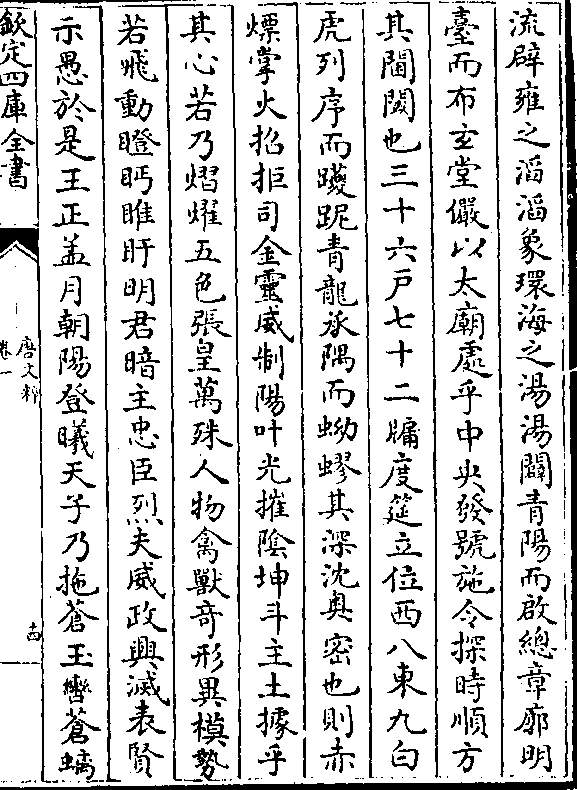 流辟雍之滔滔象環海之湯湯闢青陽而啟總章廓明
臺而布玄堂儼以太廟處乎中央發號施令採時順方
其閫閾也三十六戶七十二牖度筵立位西八東九白
虎列序而躨跜青龍承隅而蚴蟉其深沈奥密也則赤
熛掌火招拒司金靈威制陽叶光摧陰坤斗主土據乎
其心若乃熠燿五色張皇萬殊人物禽獸奇形異模勢
若飛動瞪眄睢盱明君暗主忠臣烈夫威政興滅表賢
示愚於是王正孟月朝陽登曦天子乃拖蒼玉轡蒼螭
欽定四庫全書
唐文粹
卷一
古